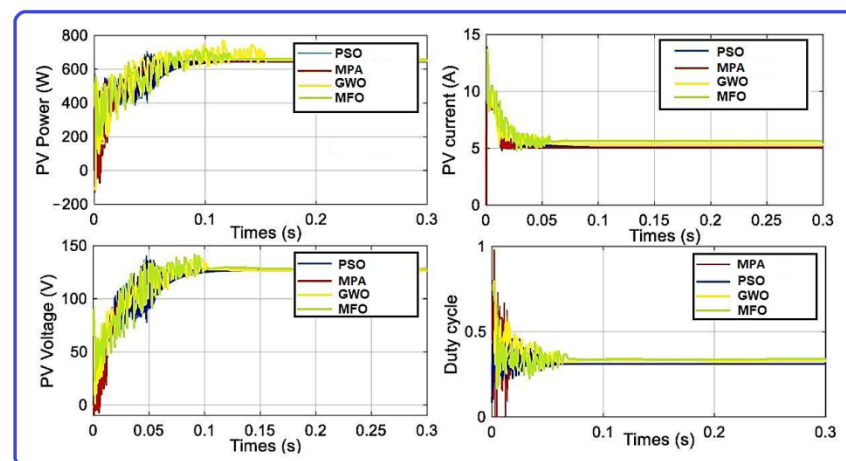 PV Power (W)
800
600
400
200
0
−200
PSO
MPA
GWO
MFO
0
0.1
0.2
0.3
Times (s)
PV current (A)
15
10
5
0
PSO
MPA
GWO
MFO
0
0.05
0.1
0.15
0.2
0.25
0.3
Times (s)
PV Voltage (V)
150
100
50
0
PSO
MPA
GWO
MFO
0
0.05
0.1
0.15
0.2
0.25
0.3
Times (s)
Duty cycle
1
0.5
0
MPA
PSO
GWO
MFO
0
0.1
0.2
0.3
Times (s)